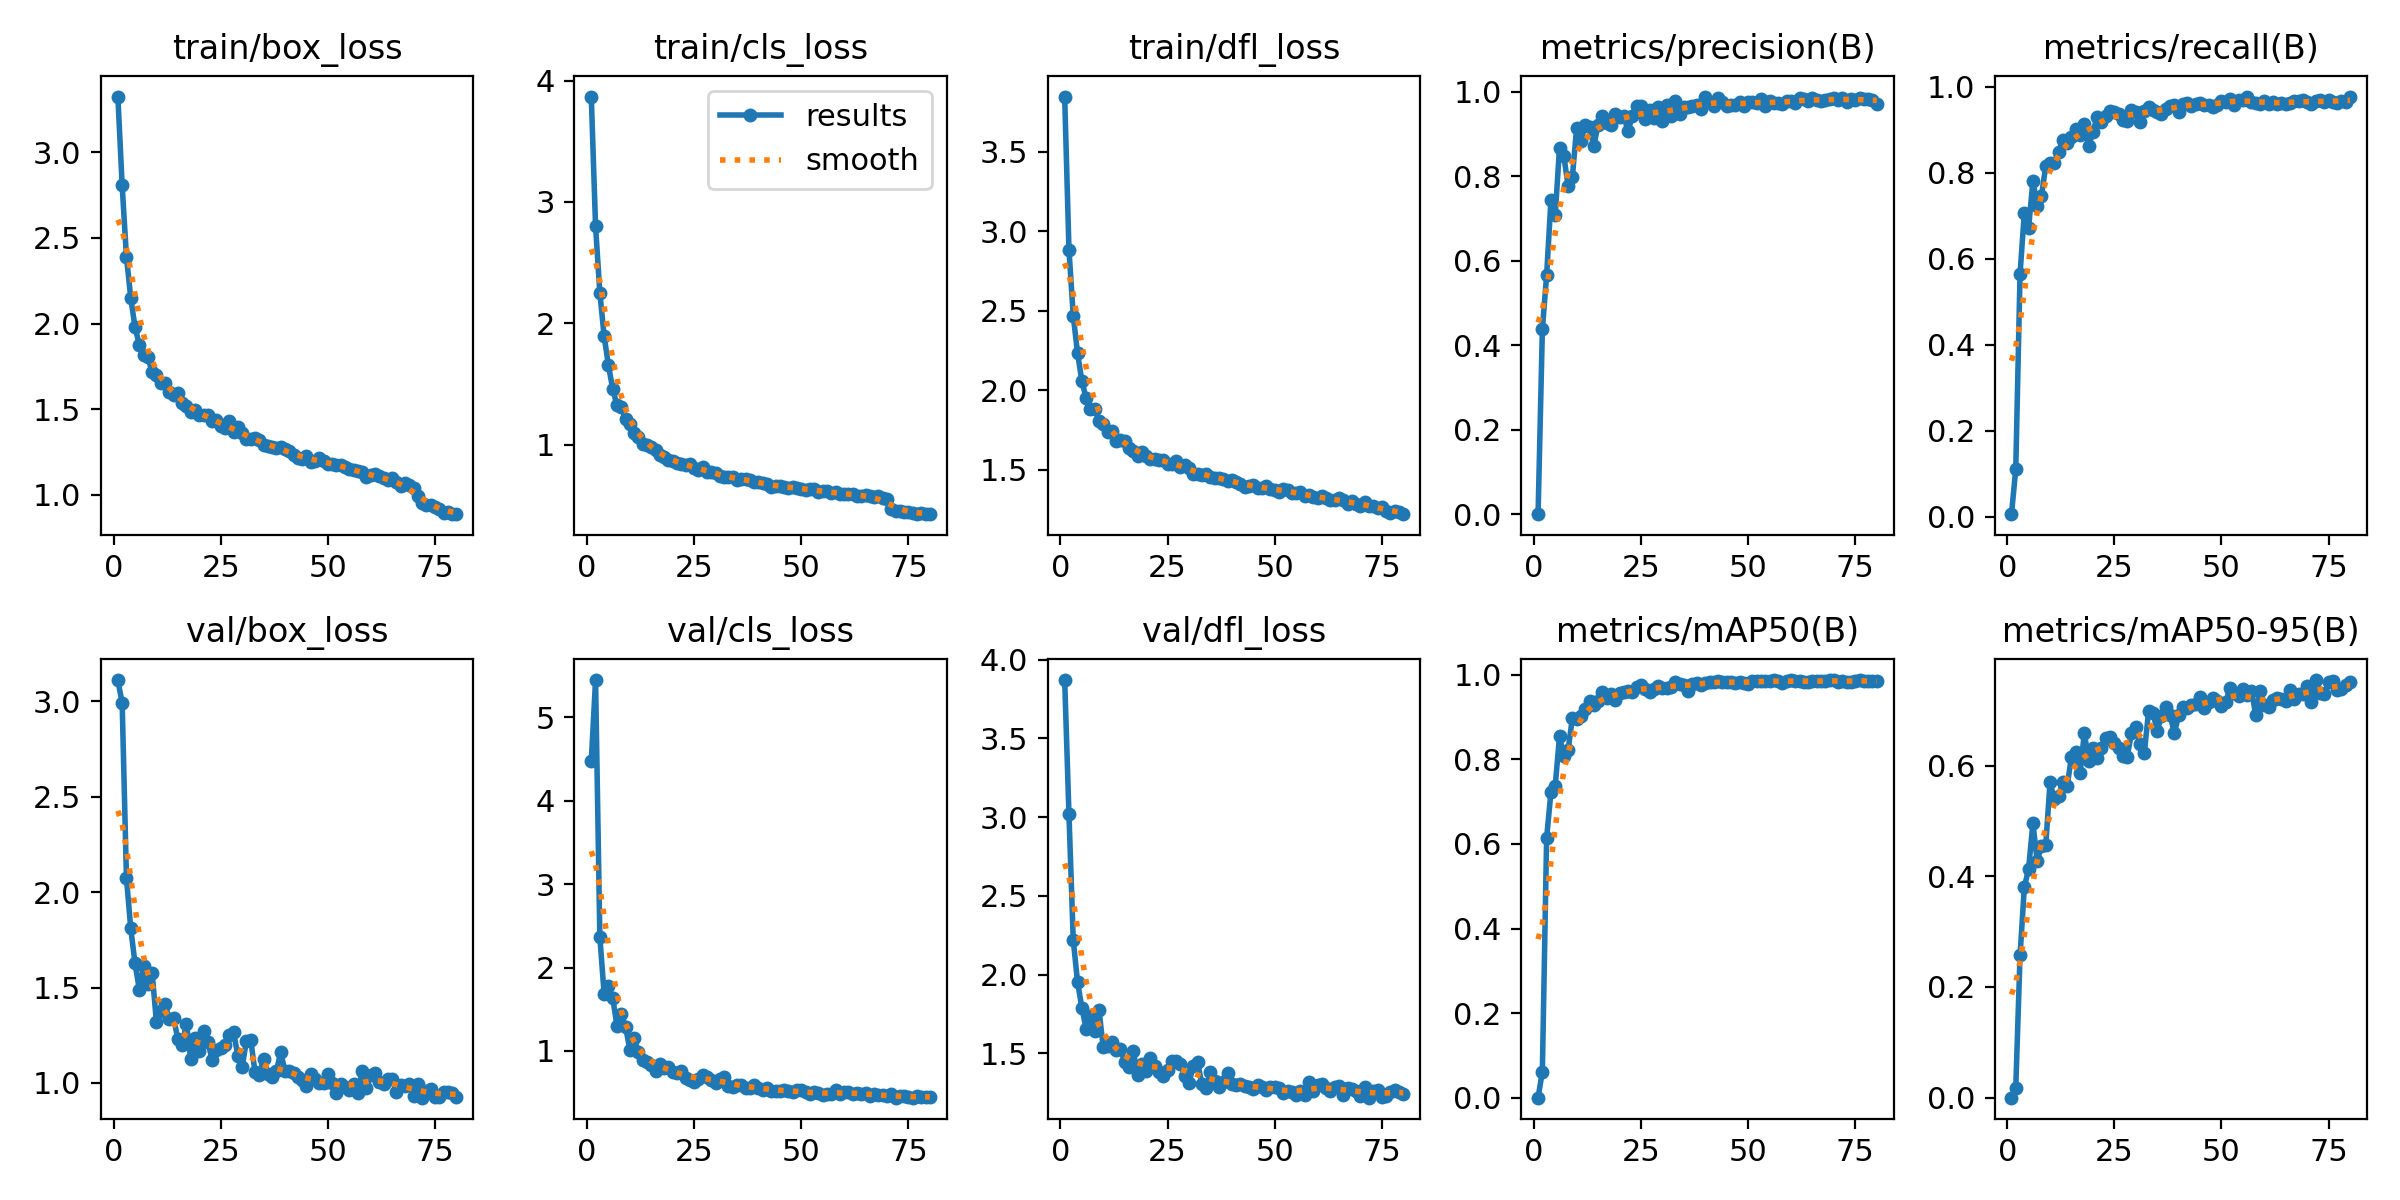 train/box_loss
3.0
2.5
2.0
1.5
1.0
0 25 50 75
train/cls_loss
results
smooth
4
3
2
1
0 25 50 75
train/dfl_loss
3.5
3.0
2.5
2.0
1.5
0 25 50 75
metrics/precision(B)
1.0
0.8
0.6
0.4
0.2
0.0
0 25 50 75
metrics/recall(B)
1.0
0.8
0.6
0.4
0.2
0.0
0 25 50 75
val/box_loss
3.0
2.5
2.0
1.5
1.0
0 25 50 75
val/cls_loss
5
4
3
2
1
0 25 50 75
val/dfl_loss
4.0
3.5
3.0
2.5
2.0
1.5
0 25 50 75
metrics/mAP50(B)
1.0
0.8
0.6
0.4
0.2
0.0
0 25 50 75
metrics/mAP50-95(B)
0.6
0.4
0.2
0.0
0 25 50 75